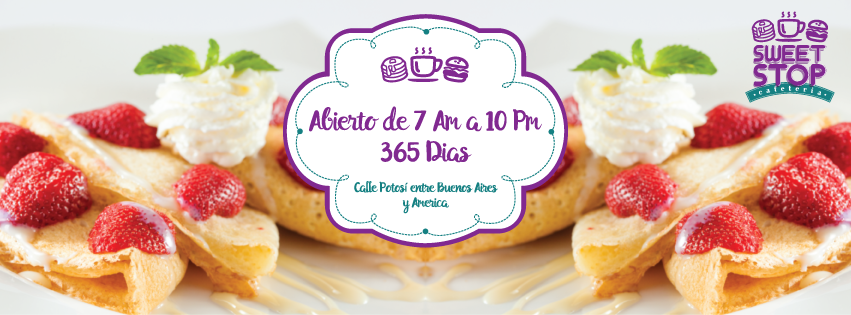 Abierto de 7 Am a 10 Pm
365 Dias
Calle Potosí entre Buenos Aires
y America
SWEET
STOP
cafetería